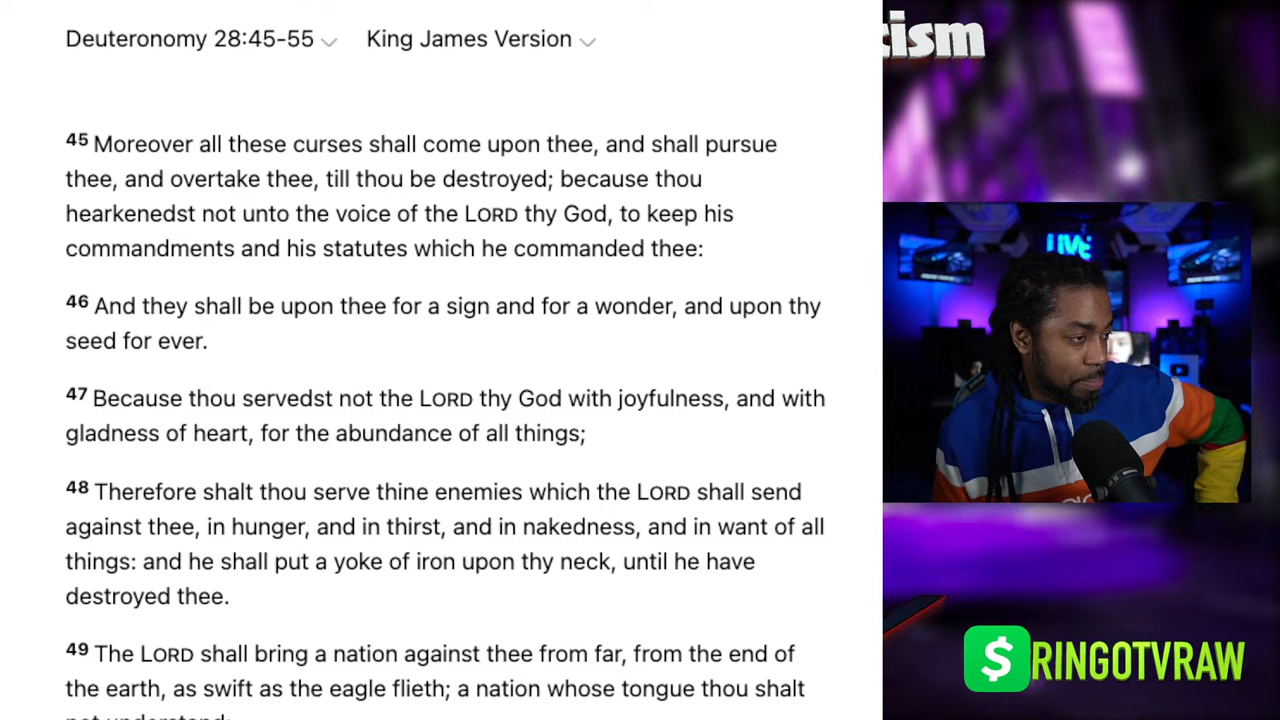 Deuteronomy 28:45-55 King James Version
45 Moreover all these curses shall come upon thee, and shall pursue
thee, and overtake thee, till thou be destroyed; because thou
hearkenedst not unto the voice of the LORD thy God, to keep his
commandments and his statutes which he commanded thee:
46 And they shall be upon thee for a sign and for a wonder, and upon thy
seed for ever.
47 Because thou servedst not the LORD thy God with joyfulness, and with
gladness of heart, for the abundance of all things;
48 Therefore shalt thou serve thine enemies which the LORD shall send
against thee, in hunger, and in thirst, and in nakedness, and in want of all
things: and he shall put a yoke of iron upon thy neck, until he have
destroyed thee.
49 The LORD shall bring a nation against thee from far, from the end of
the earth, as swift as the eagle flieth; a nation whose tongue thou shalt
not understand;
ism
LIVE
$RINGOTVRAW